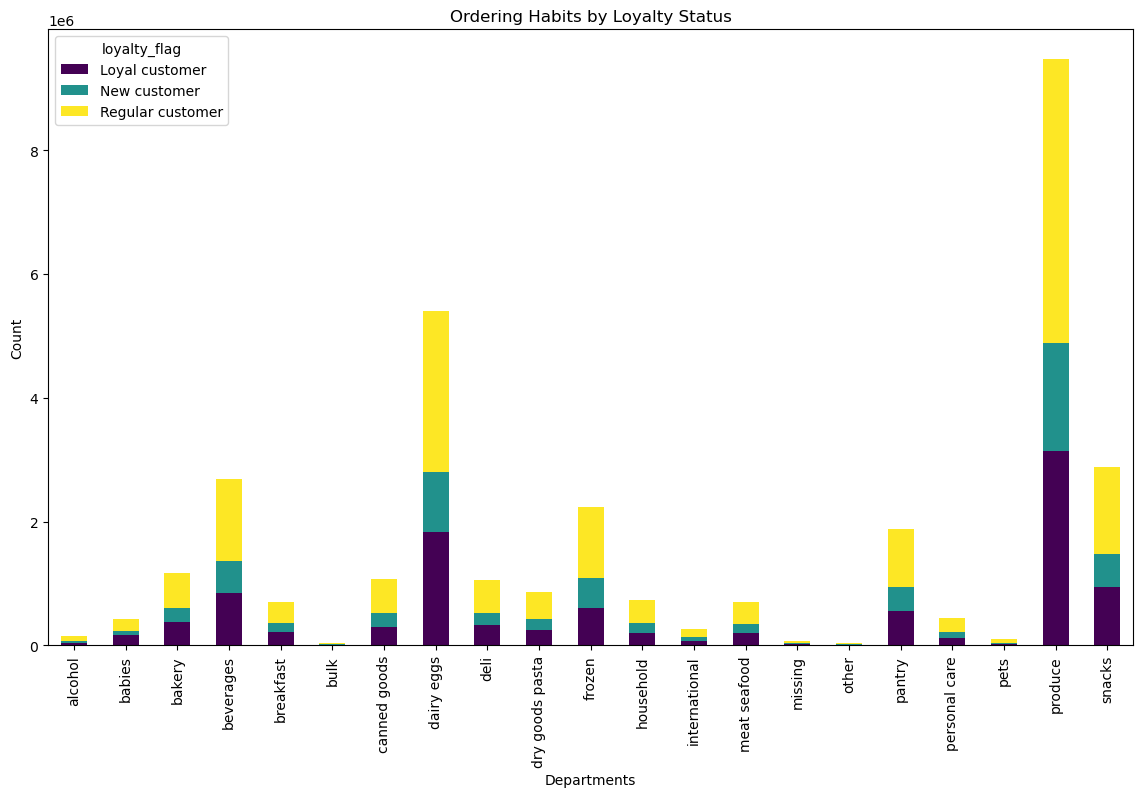 Ordering Habits by Loyalty Status
1e6
loyalty_flag
Loyal customer
New customer
Regular customer
8
6
4
2
0
Count
alcohol
babies
bakery
beverages
breakfast
bulk
canned goods
dairy eggs
deli
dry goods pasta
frozen
household
international
meat seafood
missing
other
pantry
personal care
pets
produce
snacks
Departments